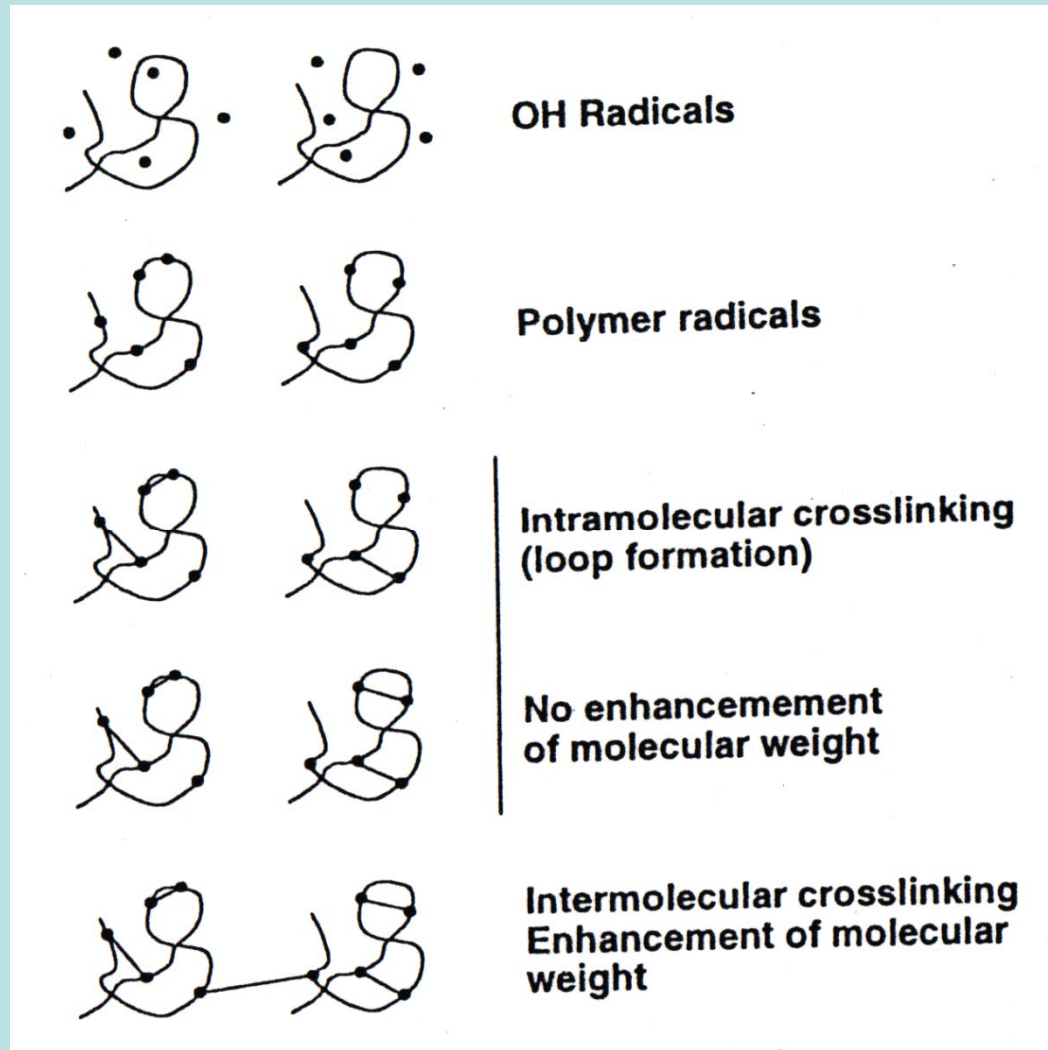 OH Radicals
Polymer radicals
Intramolecular crosslinking
(loop formation)
No enhancemement
of molecular weight
Intermolecular crosslinking
Enhancement of molecular
weight